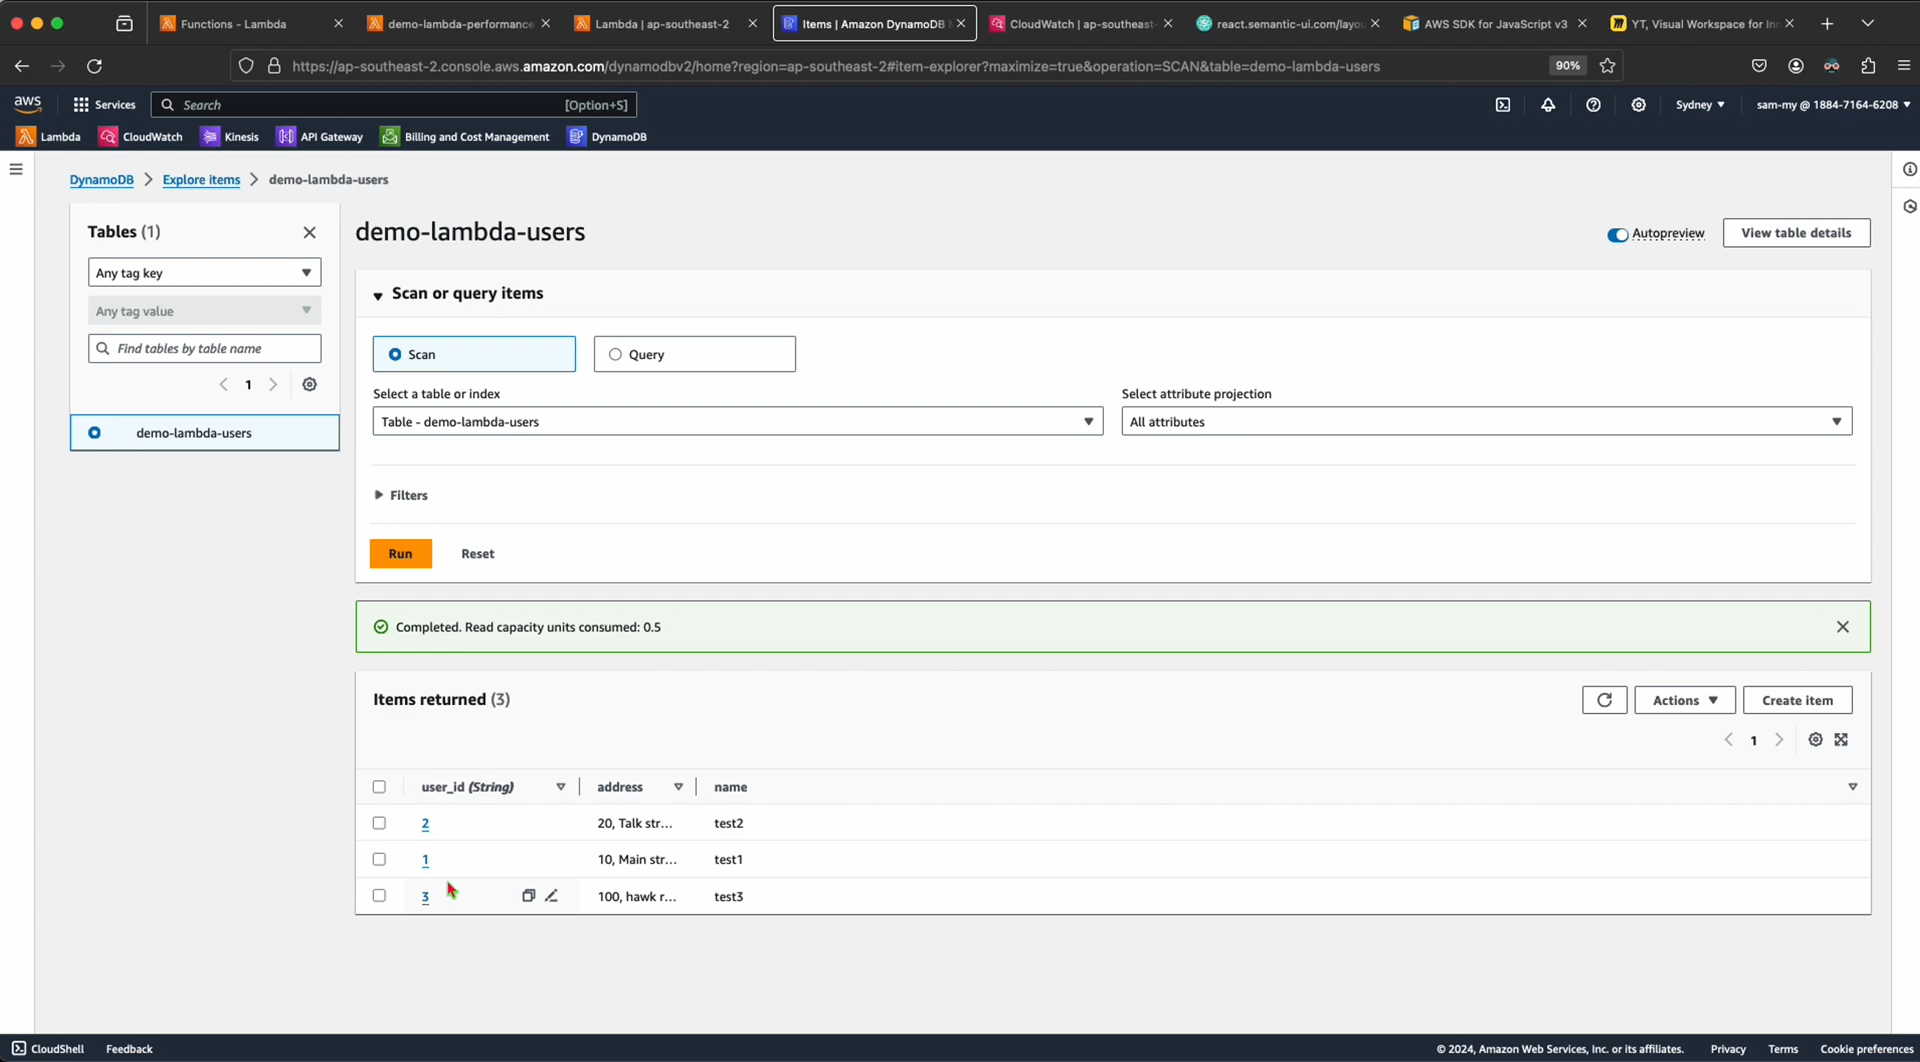 Functions - Lambda
demo-lambda-performance
Lambda | ap-southeast-2
Items | Amazon DynamoDB
CloudWatch | ap-southeast-
react.semantic-ui.com/layou
AWS SDK for JavaScript v3
YT, Visual Workspace for Inn
https://ap-southeast-2.console.aws.amazon.com/dynamodbv2/home?region=ap-southeast-2#item-explorer?maximize=true&operation=SCAN&table=demo-lambda-users
90%
aws
Services
Search
[Option+S]
Sydney
sam-my @ 1884-7164-6208
Lambda
CloudWatch
Kinesis
API Gateway
Billing and Cost Management
DynamoDB
DynamoDB
Explore items
demo-lambda-users
Tables (1)
Any tag key
Any tag value
Find tables by table name
1
demo-lambda-users
demo-lambda-users
Autopreview
View table details
Scan or query items
Scan
Query
Select a table or index
Table - demo-lambda-users
Select attribute projection
All attributes
Filters
Run
Reset
Completed. Read capacity units consumed: 0.5
Items returned (3)
Actions
Create item
1
user_id (String)
address
name
2
20, Talk str...
test2
1
10, Main str...
test1
3
100, hawk r...
test3
CloudShell
Feedback
© 2024, Amazon Web Services, Inc. or its affiliates.
Privacy
Terms
Cookie preferences